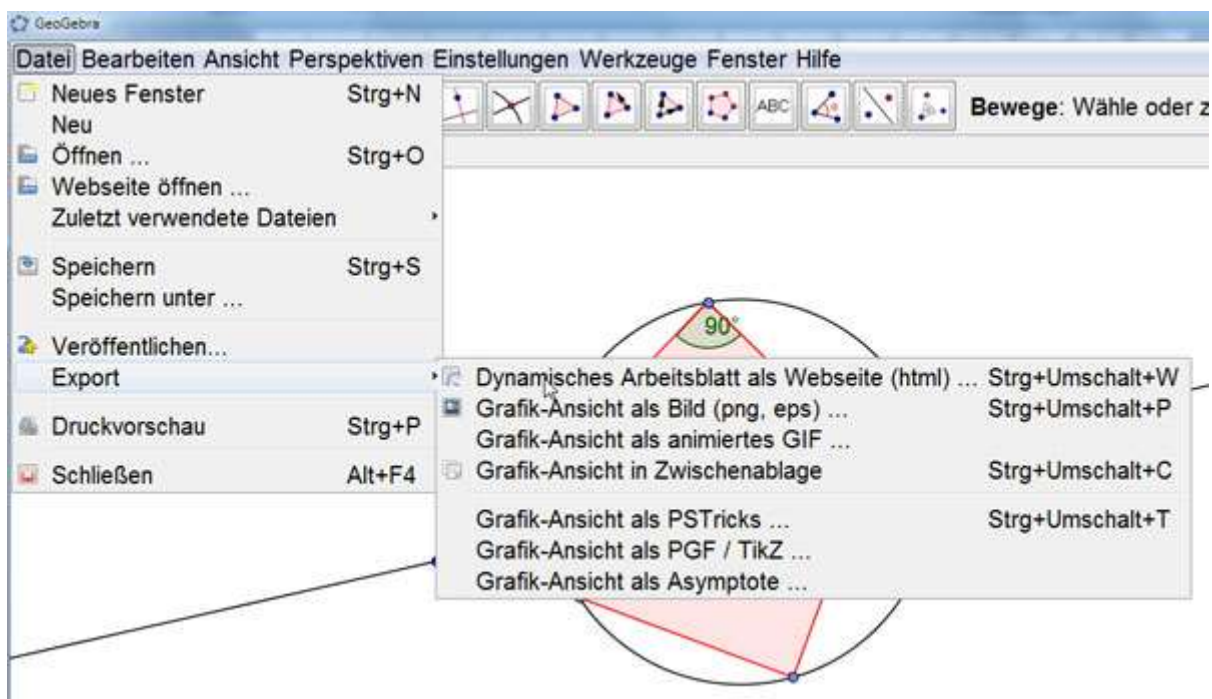 GeoGebra
Datei Bearbeiten Ansicht Perspektiven Einstellungen Werkzeuge Fenster Hilfe
ABC
Bewege: Wähle oder z
Neues Fenster Strg+N
Neu
Öffnen ... Strg+O
Webseite öffnen ...
Zuletzt verwendete Dateien
Speichern Strg+S
Speichern unter ...
Veröffentlichen...
Export
Druckvorschau Strg+P
Schließen Alt+F4
90°
Dynamisches Arbeitsblatt als Webseite (html) ... Strg+Umschalt+W
Grafik-Ansicht als Bild (png, eps) ... Strg+Umschalt+P
Grafik-Ansicht als animiertes GIF ...
Grafik-Ansicht in Zwischenablage Strg+Umschalt+C
Grafik-Ansicht als PSTricks ... Strg+Umschalt+T
Grafik-Ansicht als PGF / TikZ ...
Grafik-Ansicht als Asymptote ...